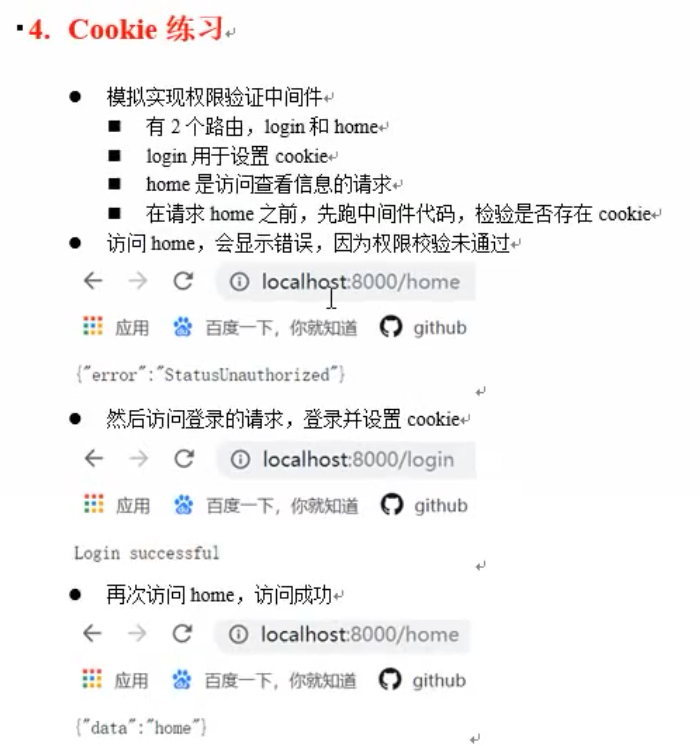 4. Cookie 练习
模拟实现权限验证中间件
有 2 个路由，login 和 home
login 用于设置 cookie
home 是访问查看信息的请求
在请求 home 之前，先跑中间件代码，检验是否存在 cookie
访问 home，会显示错误，因为权限校验未通过
localhost:8000/home
应用 百度一下，你就知道 github
{"error":"StatusUnauthorized"}
然后访问登录的请求，登录并设置 cookie
localhost:8000/login
应用 百度一下，你就知道 github
Login successful
再次访问 home，访问成功
localhost:8000/home
应用 百度一下，你就知道 github
{"data":"home"}